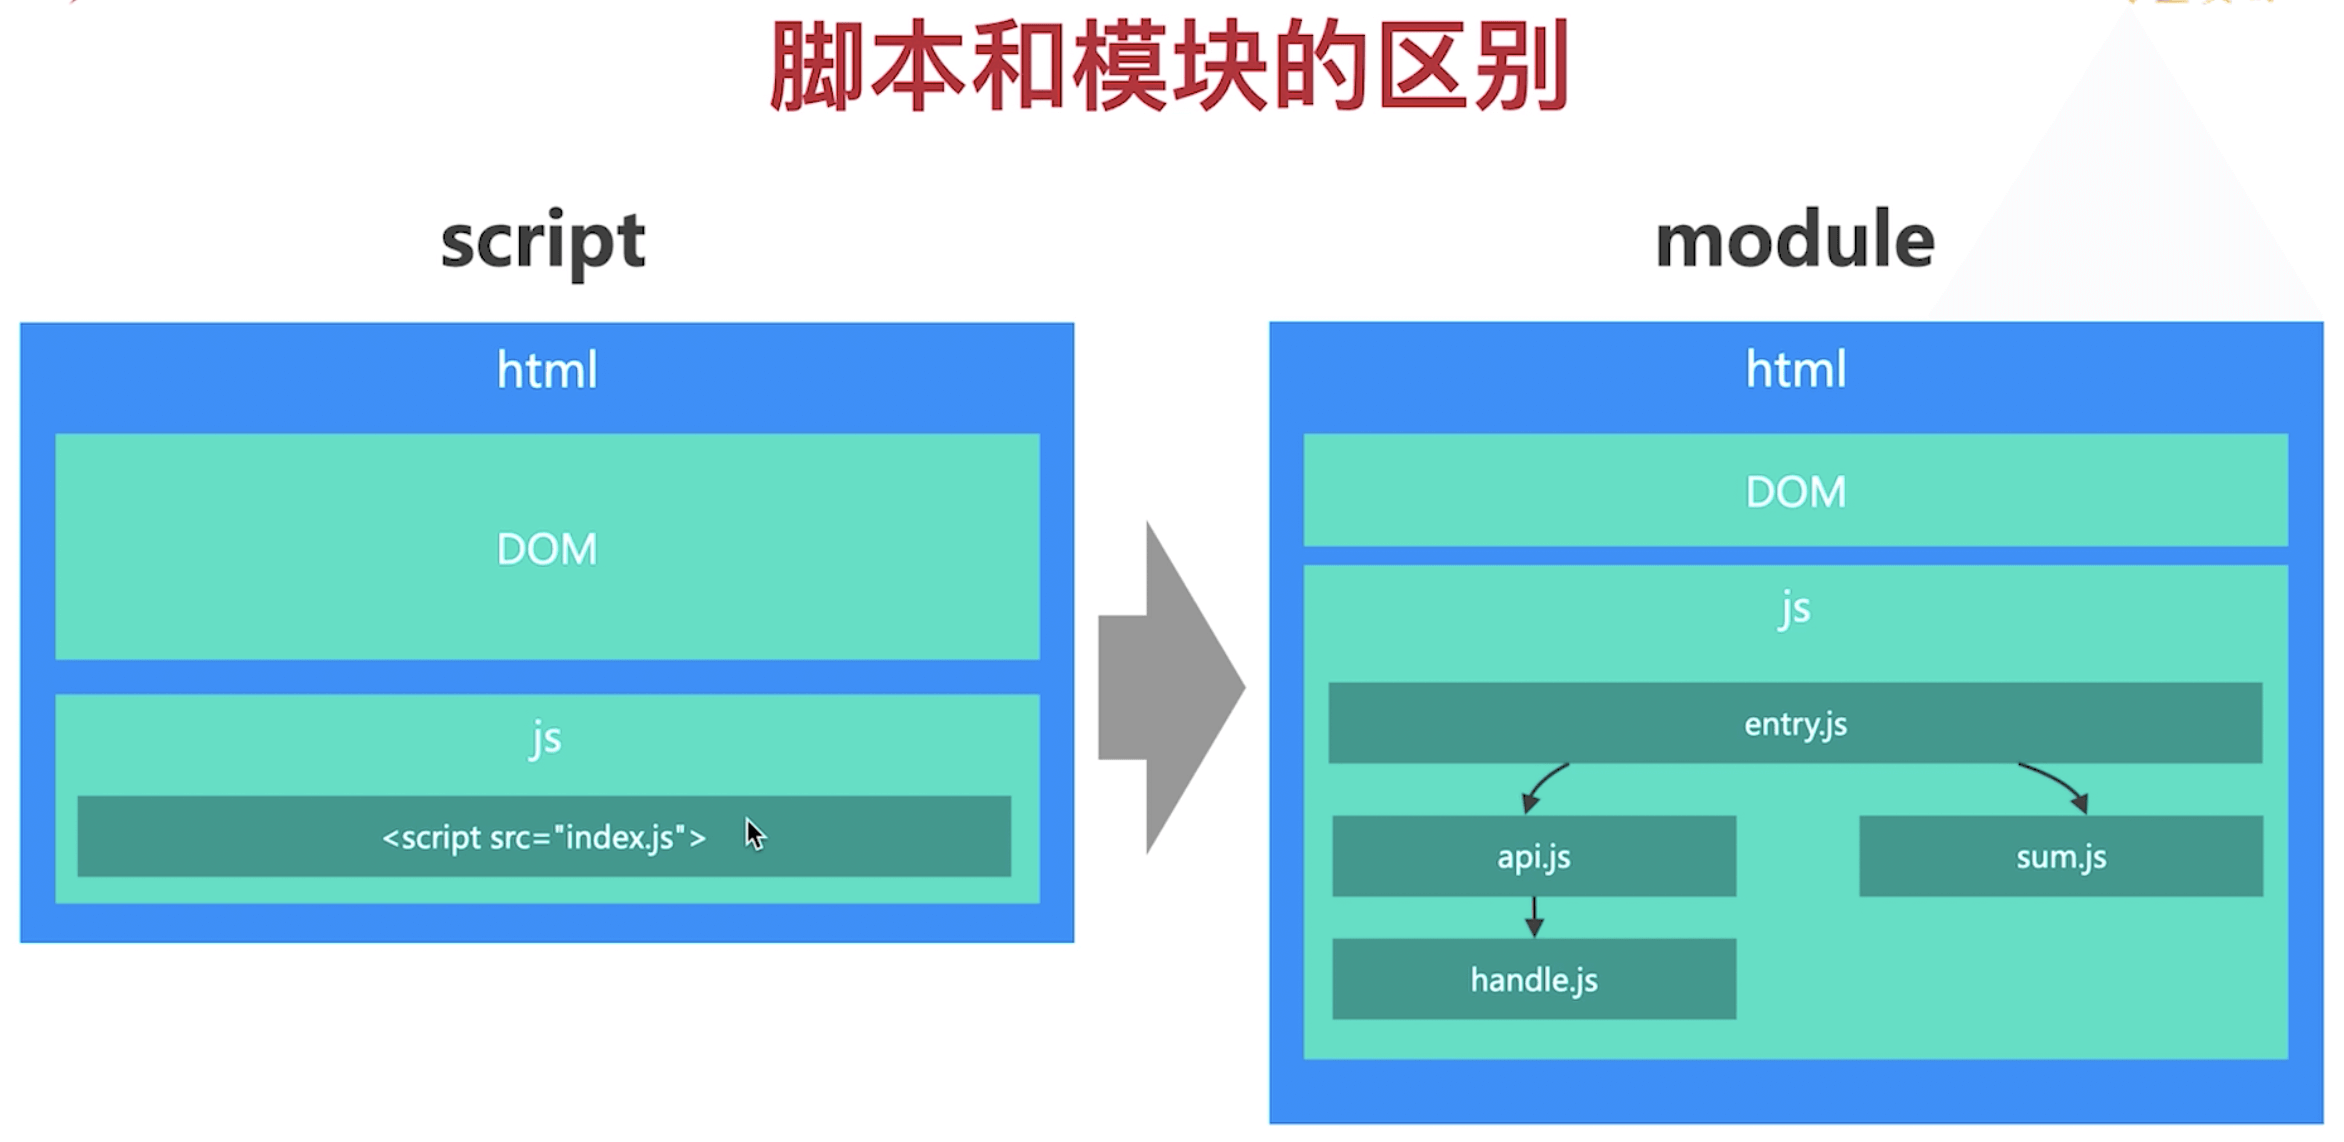 脚本和模块的区别
script
html
DOM
js
<script src="index.js">
module
html
DOM
js
entry.js
api.js
sum.js
handle.js